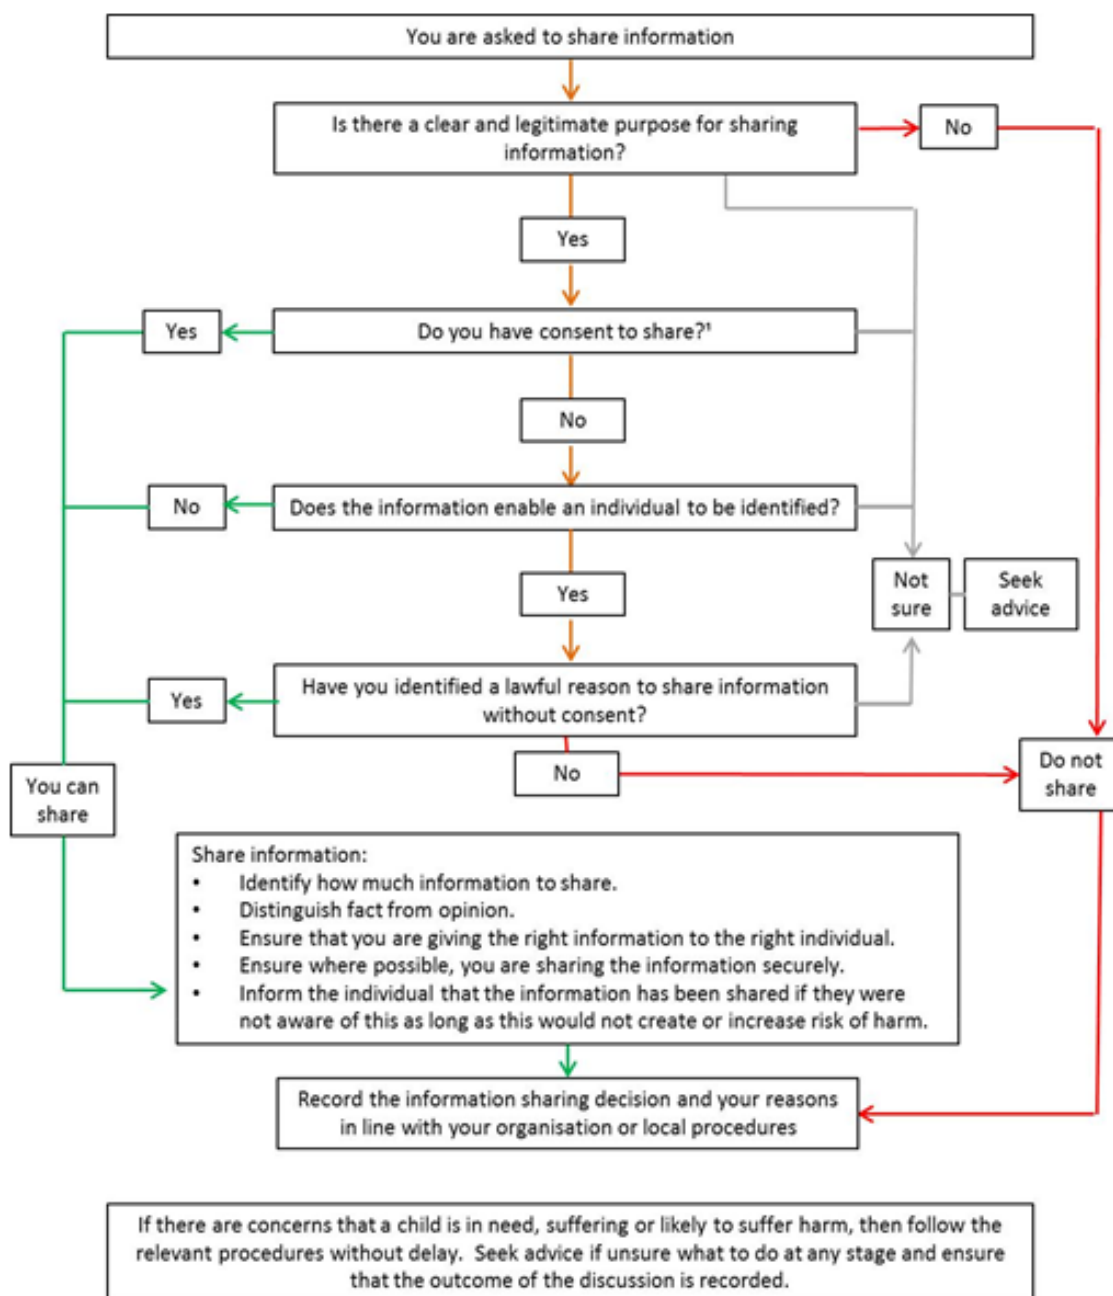 You are asked to share information
Is there a clear and legitimate purpose for sharing
information?
No
Yes
Do you have consent to share?¹
Yes
No
Does the information enable an individual to be identified?
No
Yes
Not
sure
Seek
advice
Have you identified a lawful reason to share information
without consent?
Yes
No
You can
share
Do not
share
Share information:
• Identify how much information to share.
• Distinguish fact from opinion.
• Ensure that you are giving the right information to the right individual.
• Ensure where possible, you are sharing the information securely.
• Inform the individual that the information has been shared if they were
not aware of this as long as this would not create or increase risk of harm.
Record the information sharing decision and your reasons
in line with your organisation or local procedures
If there are concerns that a child is in need, suffering or likely to suffer harm, then follow the
relevant procedures without delay. Seek advice if unsure what to do at any stage and ensure
that the outcome of the discussion is recorded.